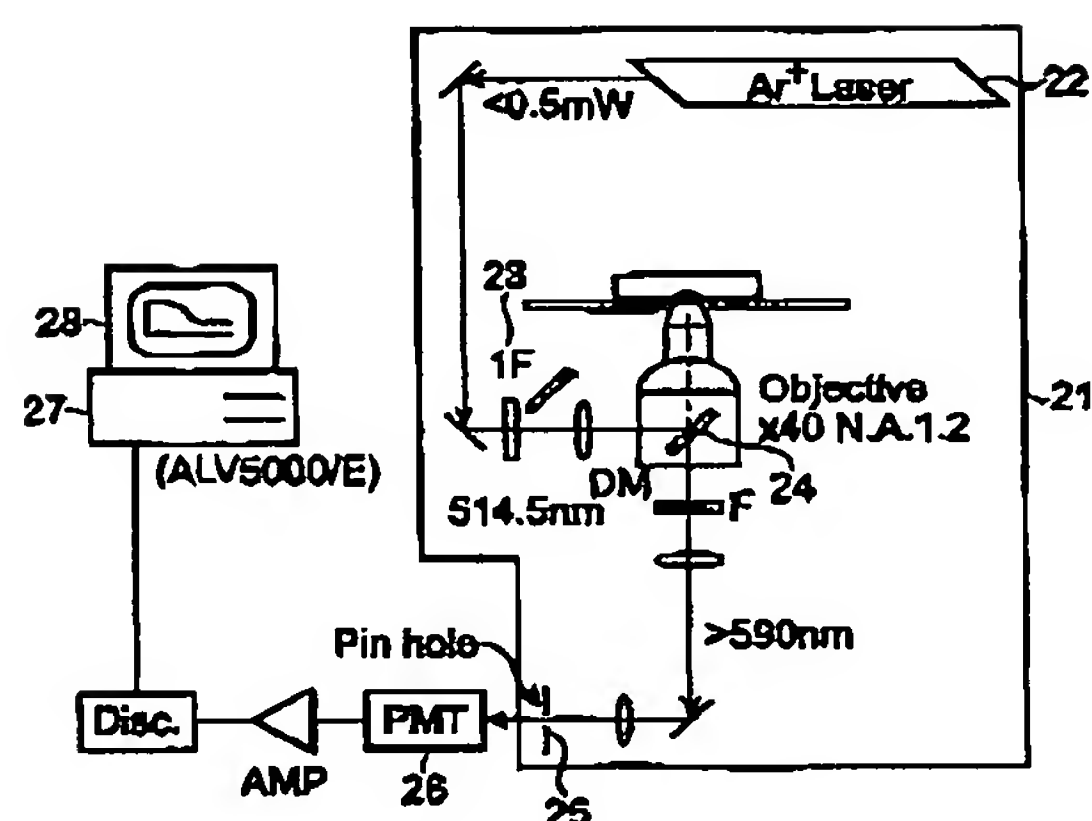 Ar+ Laser
22
<0.5mW
23
1F
28
27
(ALV5000/E)
Objective
x40 N.A.1.2
21
24
DM
514.5nm
F
>590nm
Pin hole
Disc.
AMP
PMT
26
25